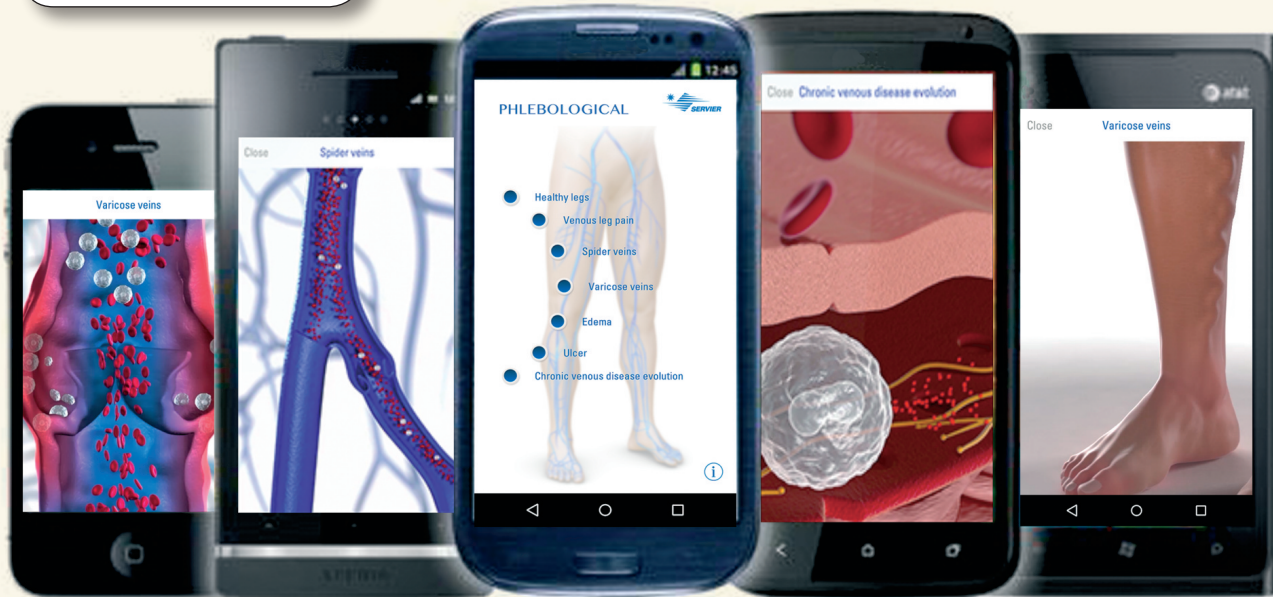 Varicose veins
Close Spider veins
XPERIA
12:45
PHLEBOLOGICAL
SERVIER
Healthy legs
Venous leg pain
Spider veins
Varicose veins
Edema
Ulcer
Chronic venous disease evolution
i
Close Chronic venous disease evolution
at&t
Close Varicose veins